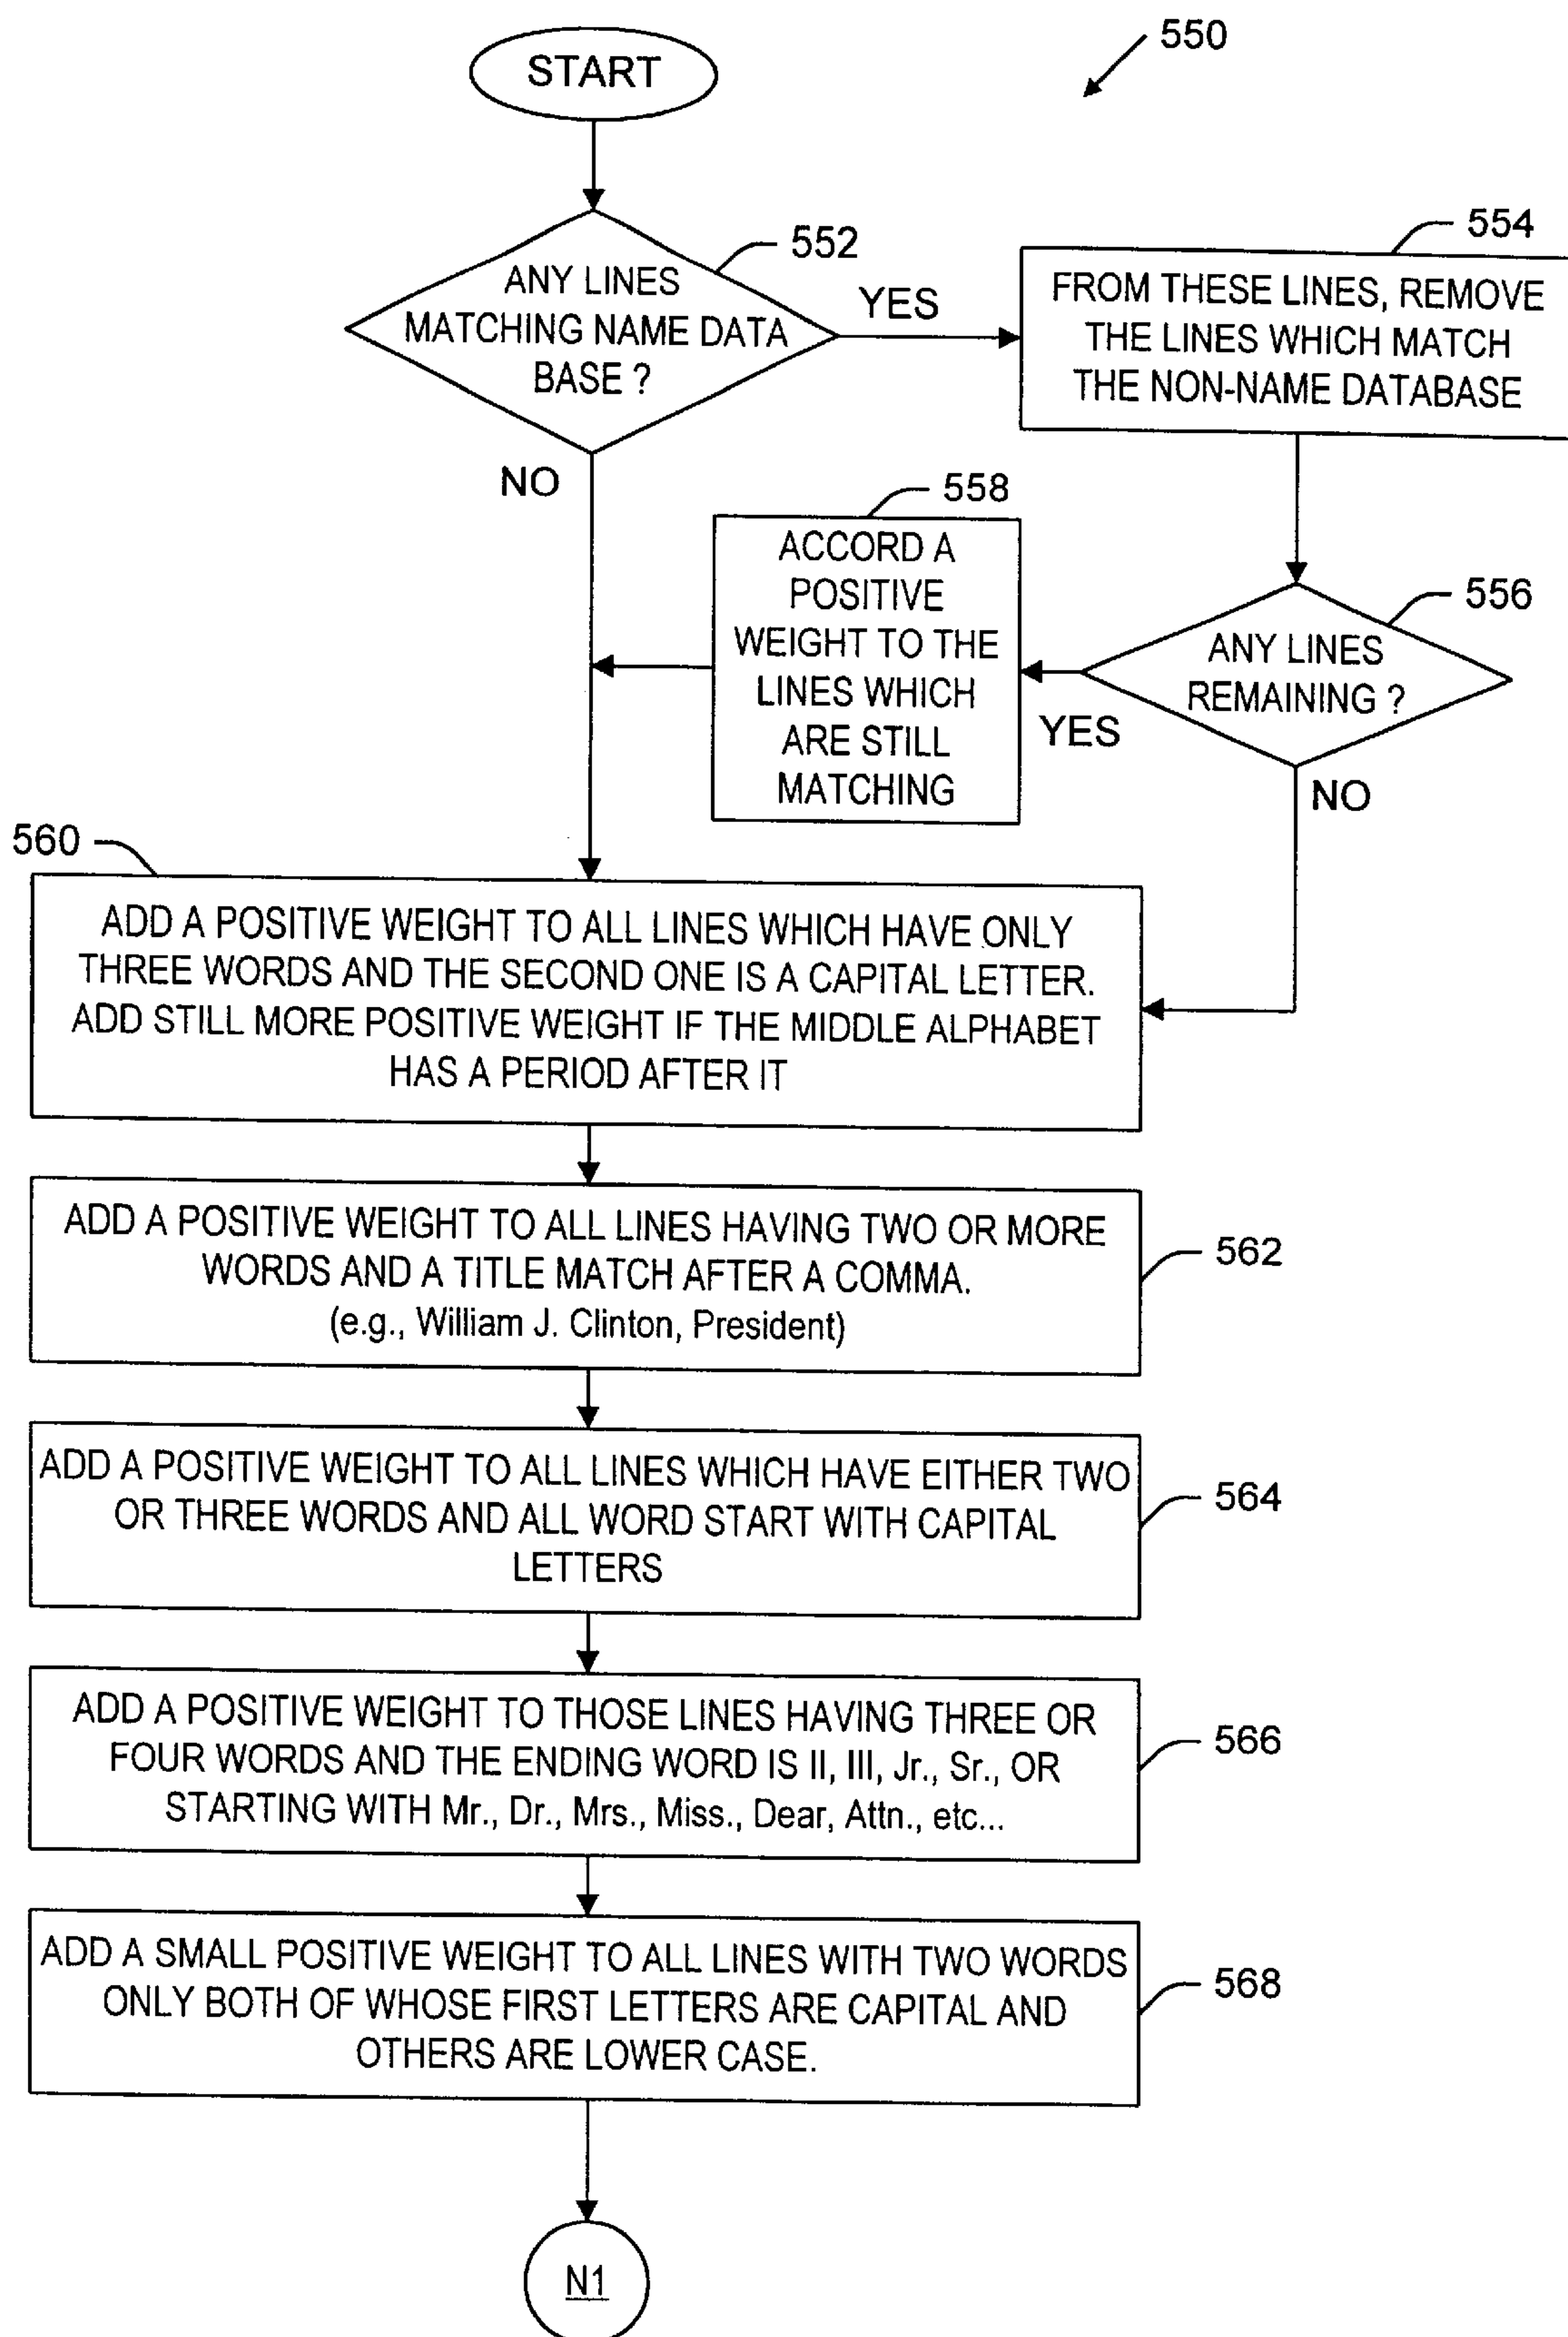 550
START
552
ANY LINES
MATCHING NAME DATA
BASE ?
YES
554
FROM THESE LINES, REMOVE
THE LINES WHICH MATCH
THE NON-NAME DATABASE
NO
558
ACCORD A
POSITIVE
WEIGHT TO THE
LINES WHICH
ARE STILL
MATCHING
556
ANY LINES
REMAINING ?
YES
NO
560
ADD A POSITIVE WEIGHT TO ALL LINES WHICH HAVE ONLY
THREE WORDS AND THE SECOND ONE IS A CAPITAL LETTER.
ADD STILL MORE POSITIVE WEIGHT IF THE MIDDLE ALPHABET
HAS A PERIOD AFTER IT
ADD A POSITIVE WEIGHT TO ALL LINES HAVING TWO OR MORE
WORDS AND A TITLE MATCH AFTER A COMMA.
(e.g., William J. Clinton, President)
562
ADD A POSITIVE WEIGHT TO ALL LINES WHICH HAVE EITHER TWO
OR THREE WORDS AND ALL WORD START WITH CAPITAL
LETTERS
564
ADD A POSITIVE WEIGHT TO THOSE LINES HAVING THREE OR
FOUR WORDS AND THE ENDING WORD IS II, III, Jr., Sr., OR
STARTING WITH Mr., Dr., Mrs., Miss., Dear, Attn., etc...
566
ADD A SMALL POSITIVE WEIGHT TO ALL LINES WITH TWO WORDS
ONLY BOTH OF WHOSE FIRST LETTERS ARE CAPITAL AND
OTHERS ARE LOWER CASE.
568
N1